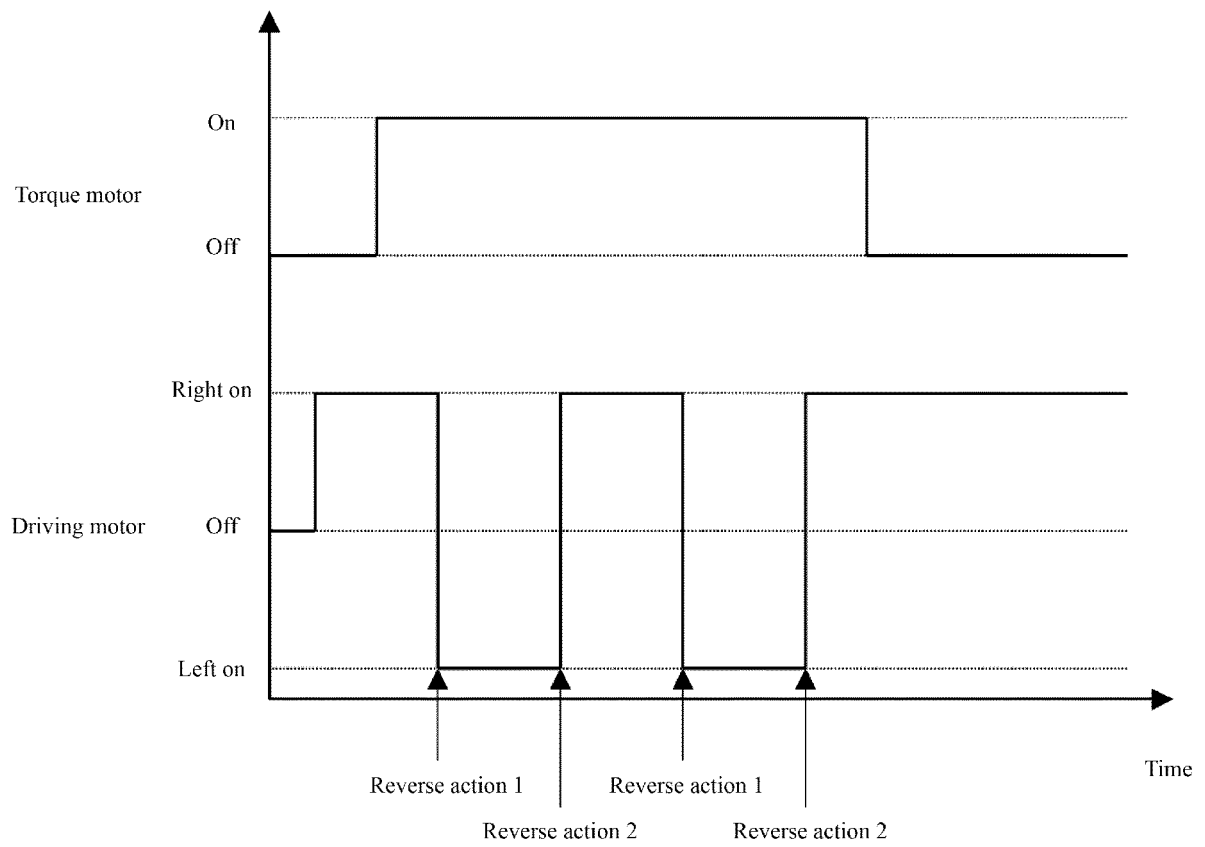 On
Torque motor
Off
Right on
Driving motor
Off
Left on
Time
Reverse action 1
Reverse action 1
Reverse action 2
Reverse action 2